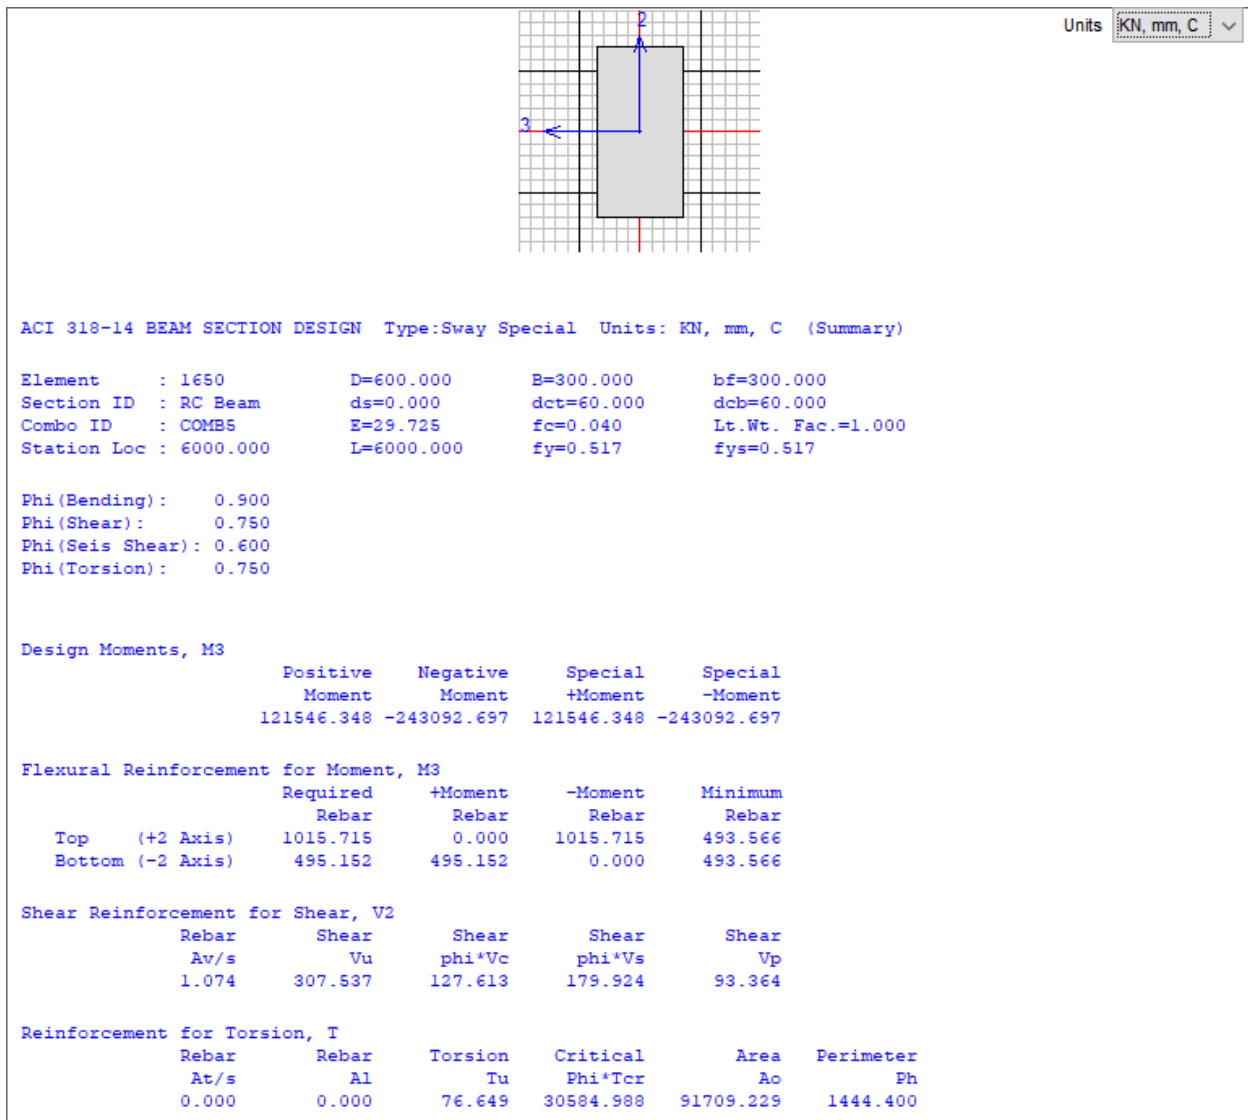 Units KN, mm, C
2
3
ACI 318-14 BEAM SECTION DESIGN Type:Sway Special Units: KN, mm, C (Summary)
Element : 1650 D=600.000 B=300.000 bf=300.000
Section ID : RC Beam ds=0.000 dct=60.000 dcb=60.000
Combo ID : COMB5 E=29.725 fc=0.040 Lt.Wt. Fac.=1.000
Station Loc : 6000.000 L=6000.000 fy=0.517 fys=0.517
Phi(Bending): 0.900
Phi(Shear): 0.750
Phi(Seis Shear): 0.600
Phi(Torsion): 0.750
Design Moments, M3
Positive Negative Special Special
Moment Moment +Moment -Moment
121546.348 -243092.697 121546.348 -243092.697
Flexural Reinforcement for Moment, M3
Required +Moment -Moment Minimum
Rebar Rebar Rebar Rebar
Top (+2 Axis) 1015.715 0.000 1015.715 493.566
Bottom (-2 Axis) 495.152 495.152 0.000 493.566
Shear Reinforcement for Shear, V2
Rebar Shear Shear Shear Shear
Av/s Vu phi*Vc phi*Vs Vp
1.074 307.537 127.613 179.924 93.364
Reinforcement for Torsion, T
Rebar Rebar Torsion Critical Area Perimeter
At/s Al Tu Phi*Tcr Ao Ph
0.000 0.000 76.649 30584.988 91709.229 1444.400